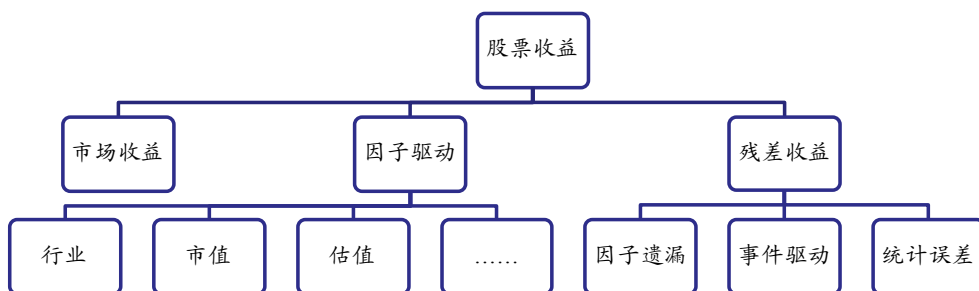 股票收益
市场收益
因子驱动
残差收益
行业
市值
估值
......
因子遗漏
事件驱动
统计误差